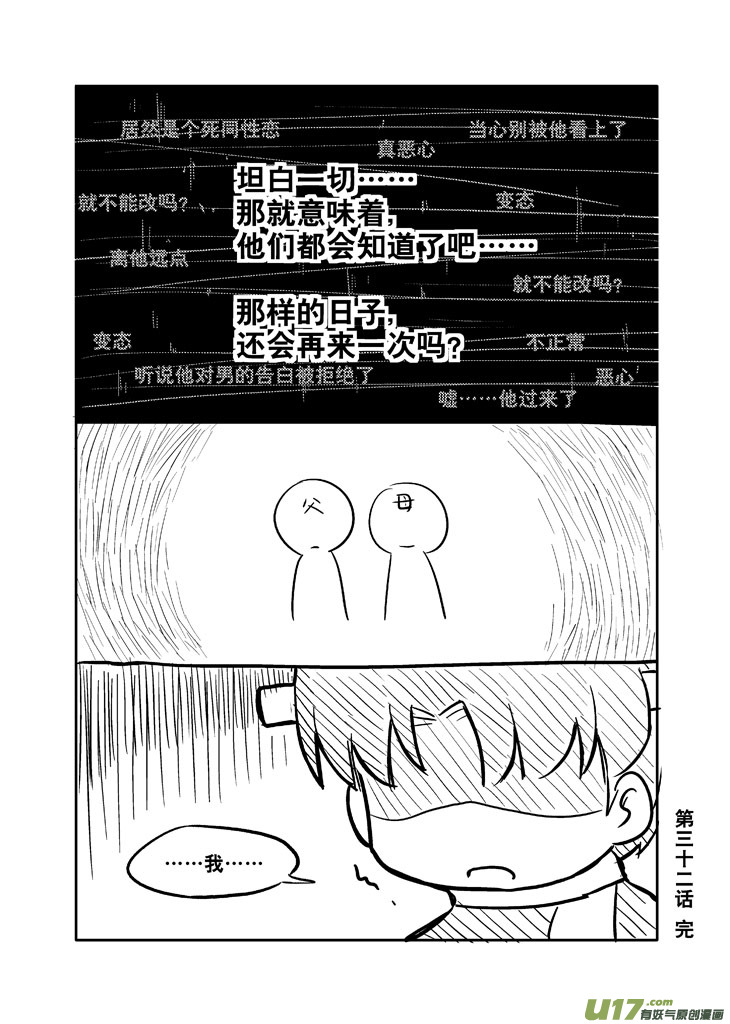 居然是个死同性恋
当心别被他看上了
真恶心
坦白一切……
那就意味着，
他们都会知道了吧……
就不能改吗？
变态
离他远点
就不能改吗？
那样的日子，
还会再来一次吗？
变态
不正常
听说他对男的告白被拒绝了
恶心
嘘……他过来了
父
母
……我……
第三十二话 完
U17.COM
有妖气原创漫画